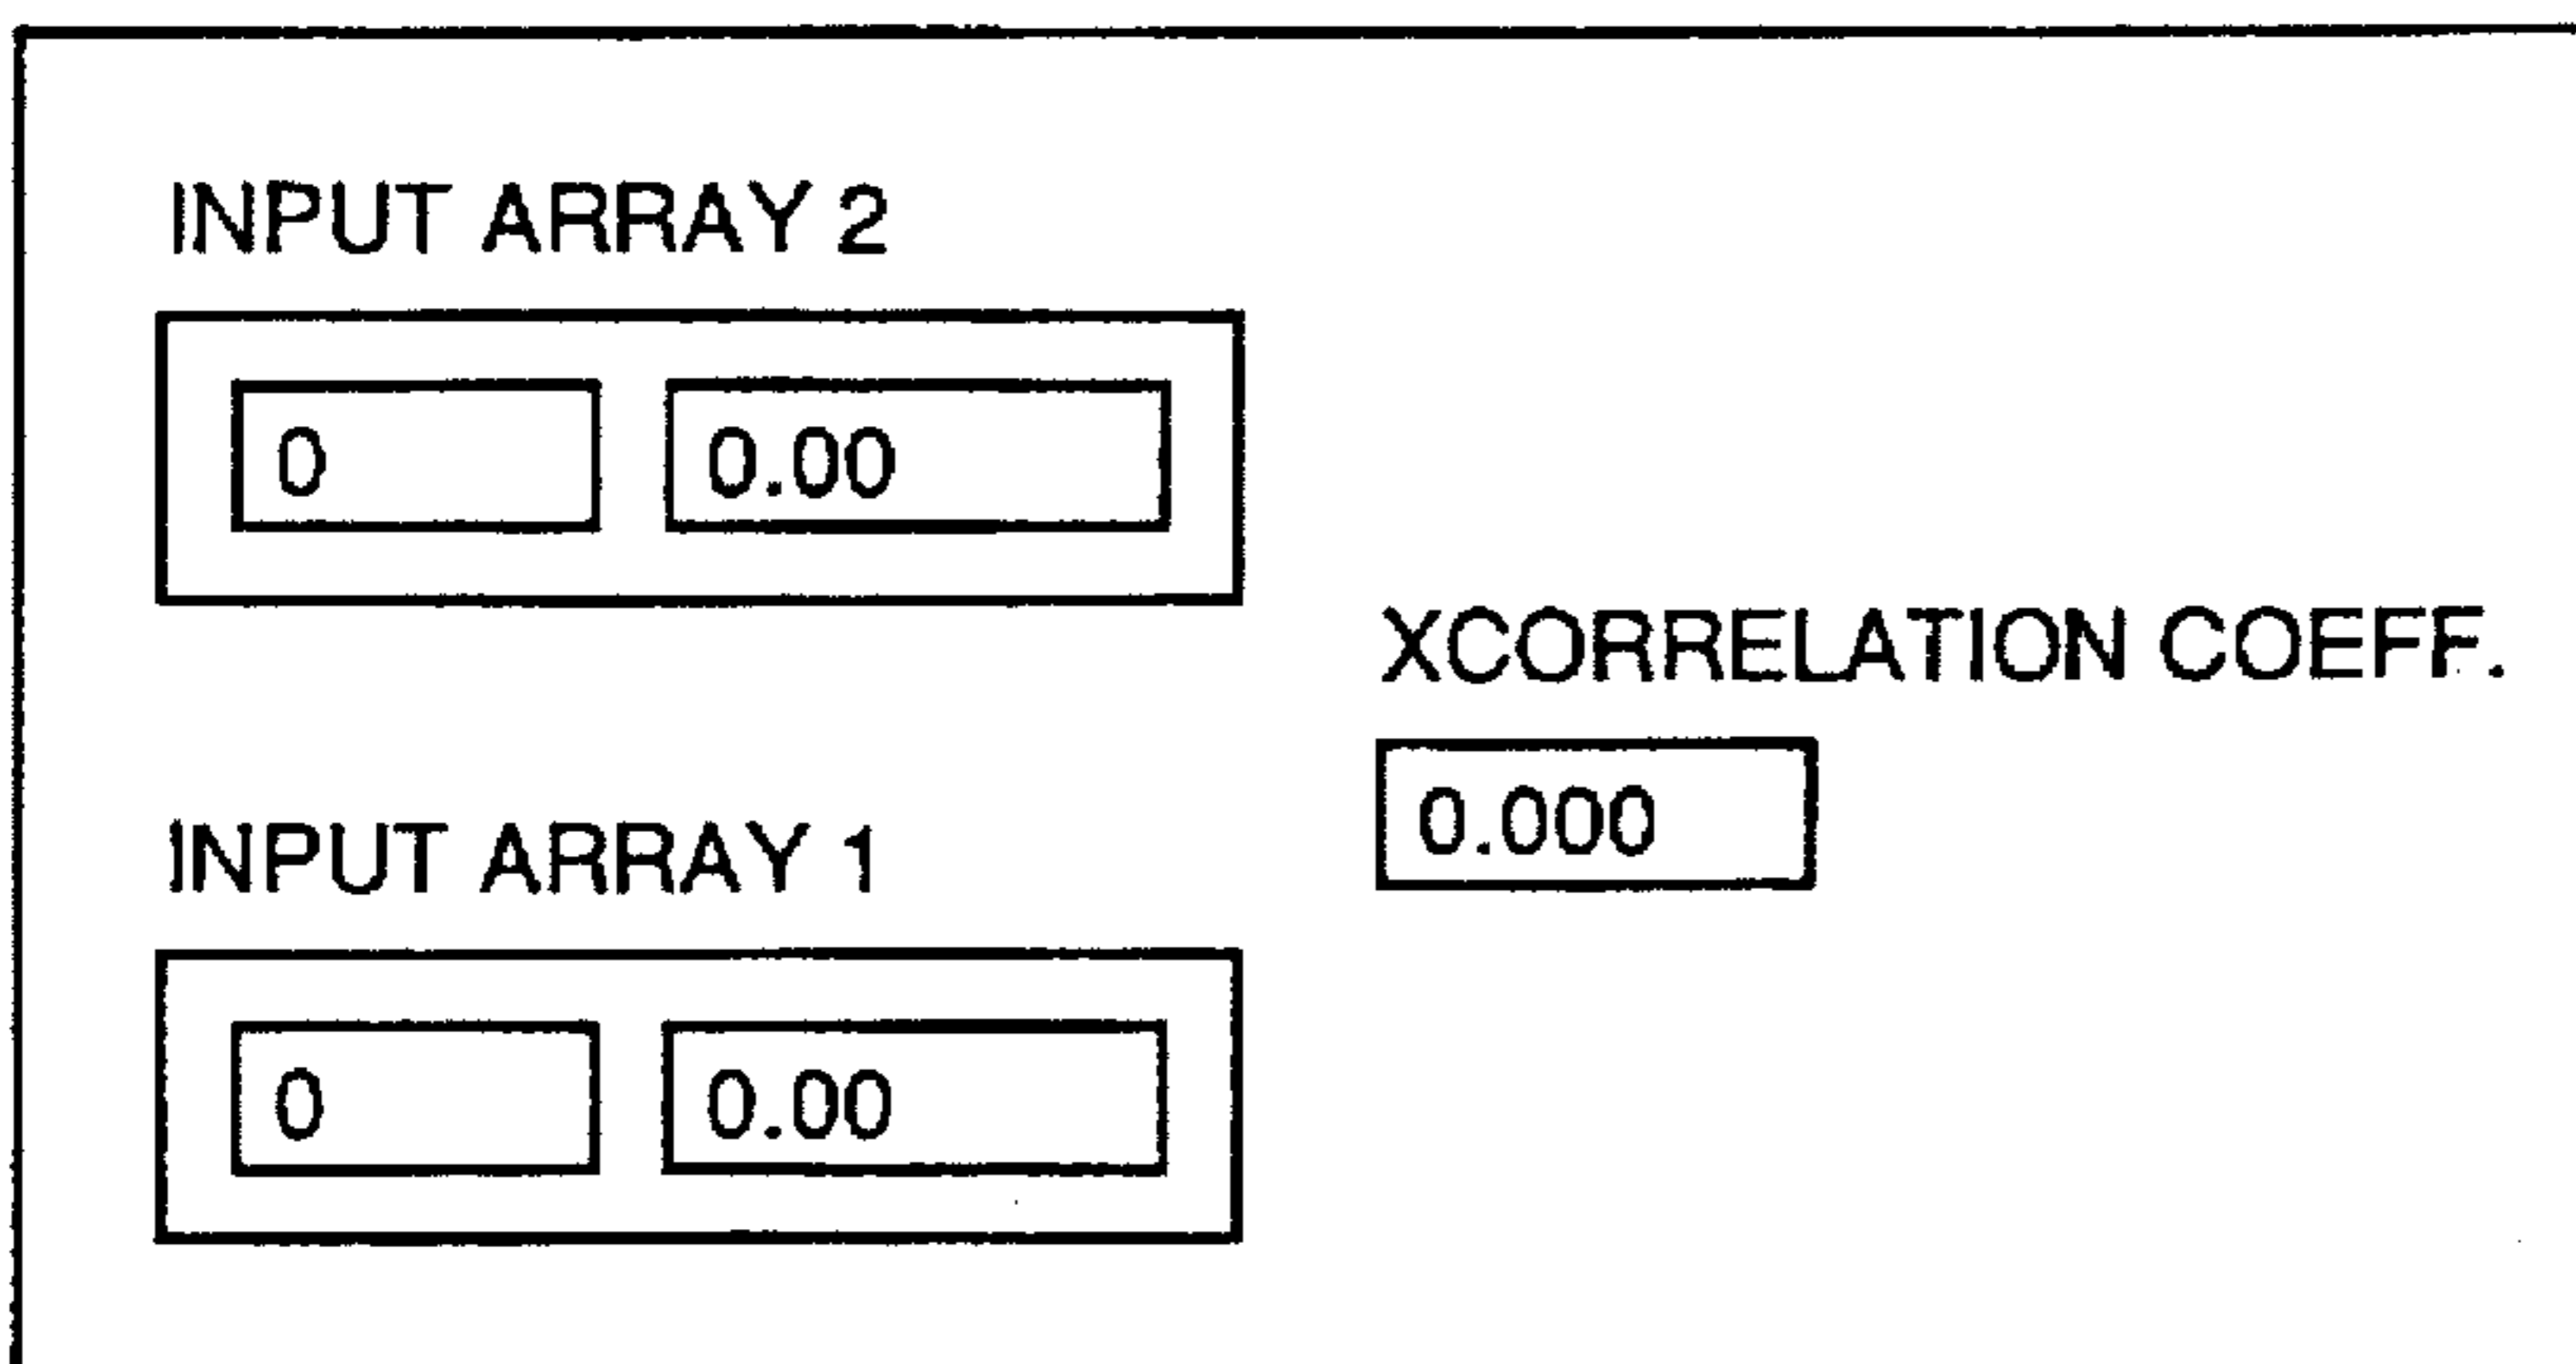 INPUT ARRAY 2
0 0.00
XCORRELATION COEFF.
0.000
INPUT ARRAY 1
0 0.00